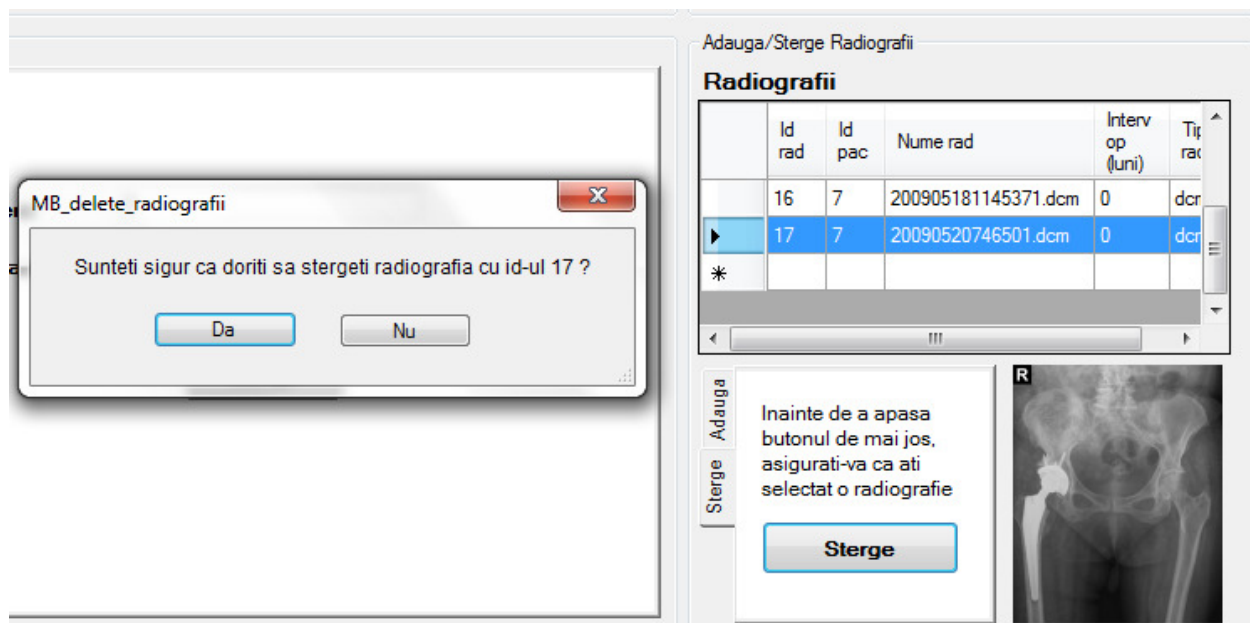 Adauga/Sterge Radiografii
Radiografii
Id rad
Id pac
Nume rad
Interv op (luni)
16 7 200905181145371.dcm 0
17 7 20090520746501.dcm 0
MB_delete_radiografii
Sunteti sigur ca doriti sa stergeti radiografia cu id-ul 17 ?
Da Nu
Adauga
Sterge
Inainte de a apasa
butonul de mai jos,
asigurati-va ca ati
selectat o radiografie
Sterge
R